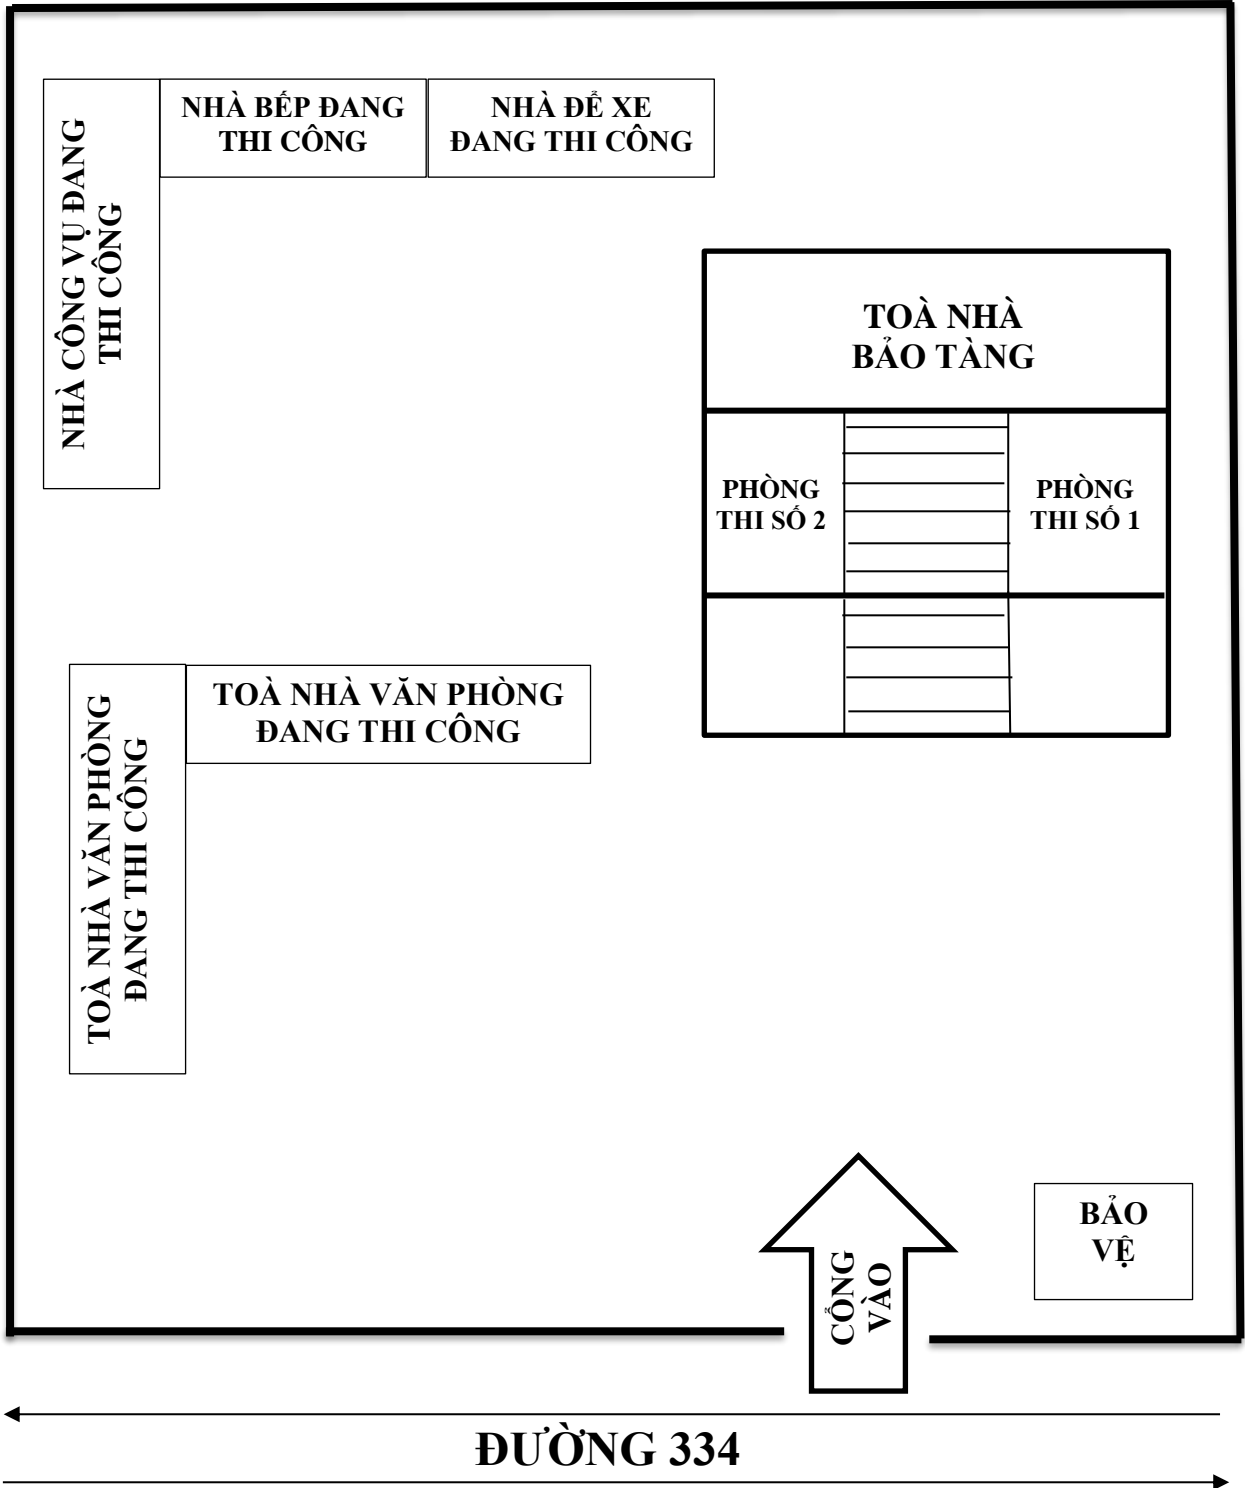 NHÀ BẾP ĐANG
THI CÔNG
NHÀ ĐỂ XE
ĐANG THI CÔNG
NHÀ CÔNG VỤ ĐANG
THI CÔNG
TOÀ NHÀ
BẢO TÀNG
PHÒNG
THI SỐ 2
PHÒNG
THI SỐ 1
TOÀ NHÀ VĂN PHÒNG
ĐANG THI CÔNG
TOÀ NHÀ VĂN PHÒNG
ĐANG THI CÔNG
BẢO
VỆ
CỔNG
VÀO
ĐƯỜNG 334